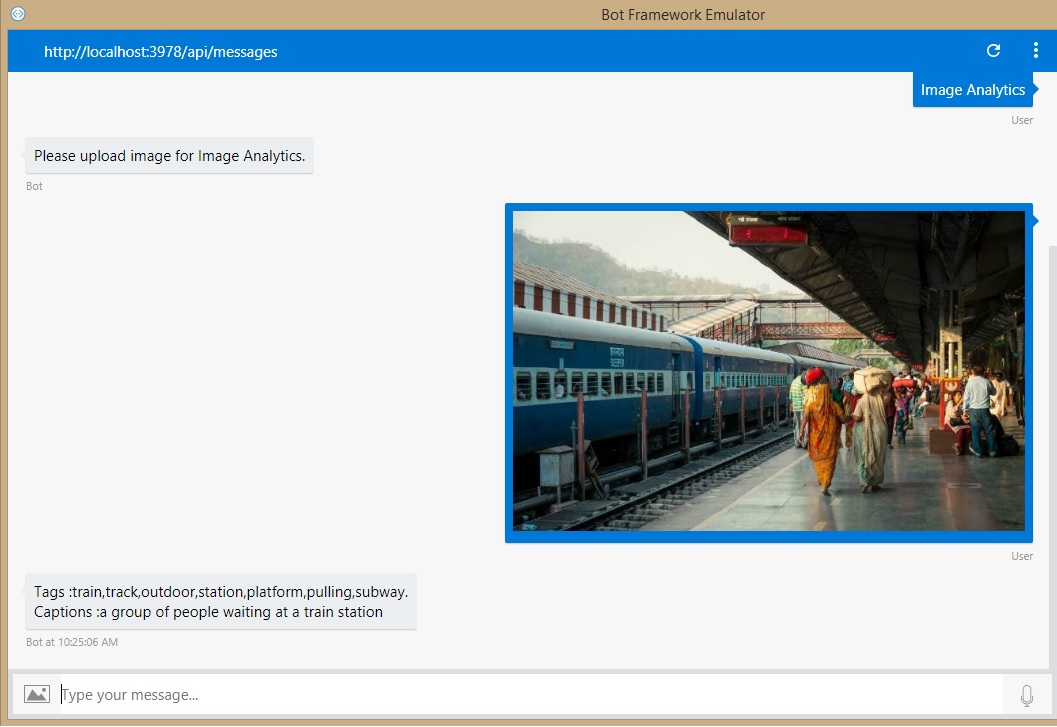 Bot Framework Emulator
http://localhost:3978/api/messages
Image Analytics
User
Please upload image for Image Analytics.
Bot
SLEEPER
User
Tags :train,track,outdoor,station,platform,pulling,subway.
Captions :a group of people waiting at a train station
Bot at 10:25:06 AM
Type your message...